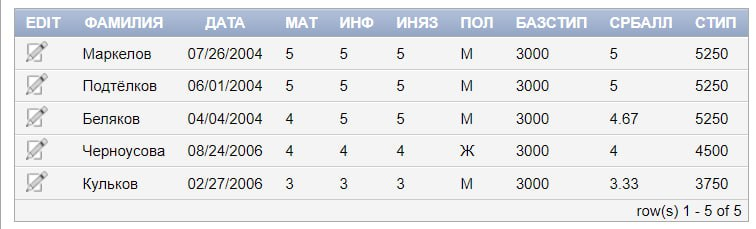 EDIT ФАМИЛИЯ ДАТА МАТ ИНФ ИНЯЗ ПОЛ БАЗСТИП СРБАЛЛ СТИП
Маркелов 07/26/2004 5 5 5 М 3000 5 5250
Подтёлков 06/01/2004 5 5 5 М 3000 5 5250
Беляков 04/04/2004 4 5 5 М 3000 4.67 5250
Черноусова 08/24/2006 4 4 4 Ж 3000 4 4500
Кульков 02/27/2006 3 3 3 М 3000 3.33 3750
row(s) 1 - 5 of 5